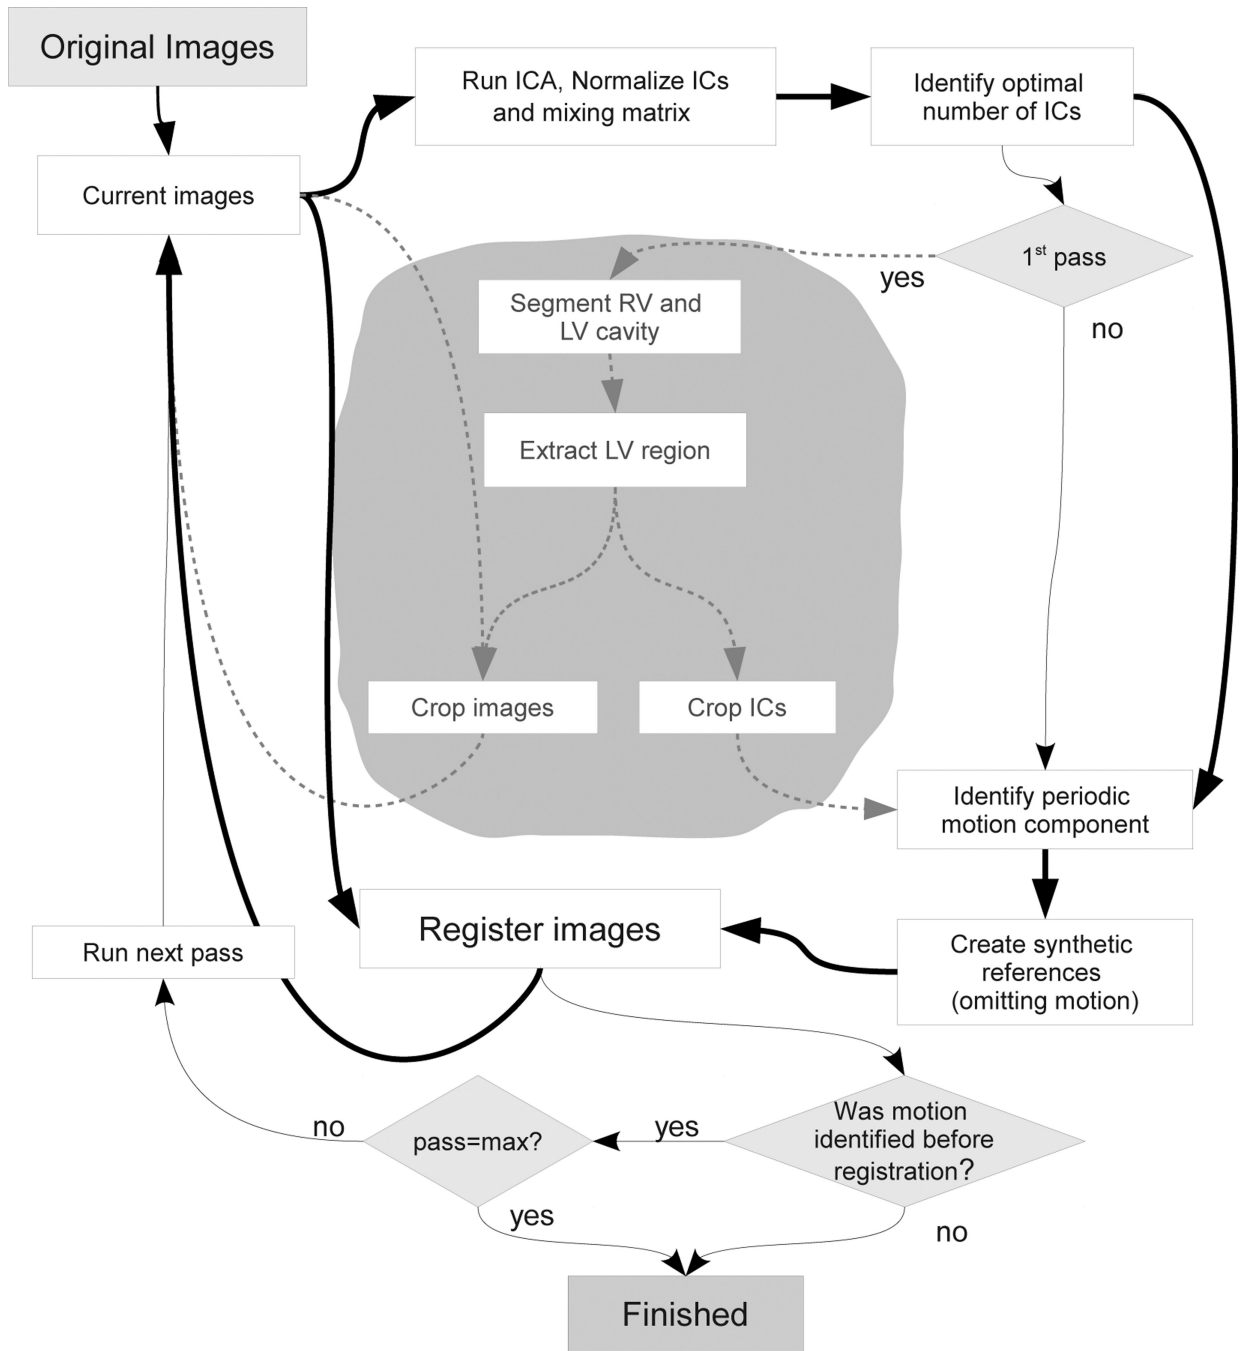 Original Images
Run ICA, Normalize ICs
and mixing matrix
Identify optimal
number of ICs
Current images
1st pass
yes
no
Segment RV and
LV cavity
Extract LV region
Crop images
Crop ICs
Identify periodic
motion component
Register images
Create synthetic
references
(omitting motion)
Run next pass
Was motion
identified before
registration?
yes
pass=max?
no
yes
no
Finished